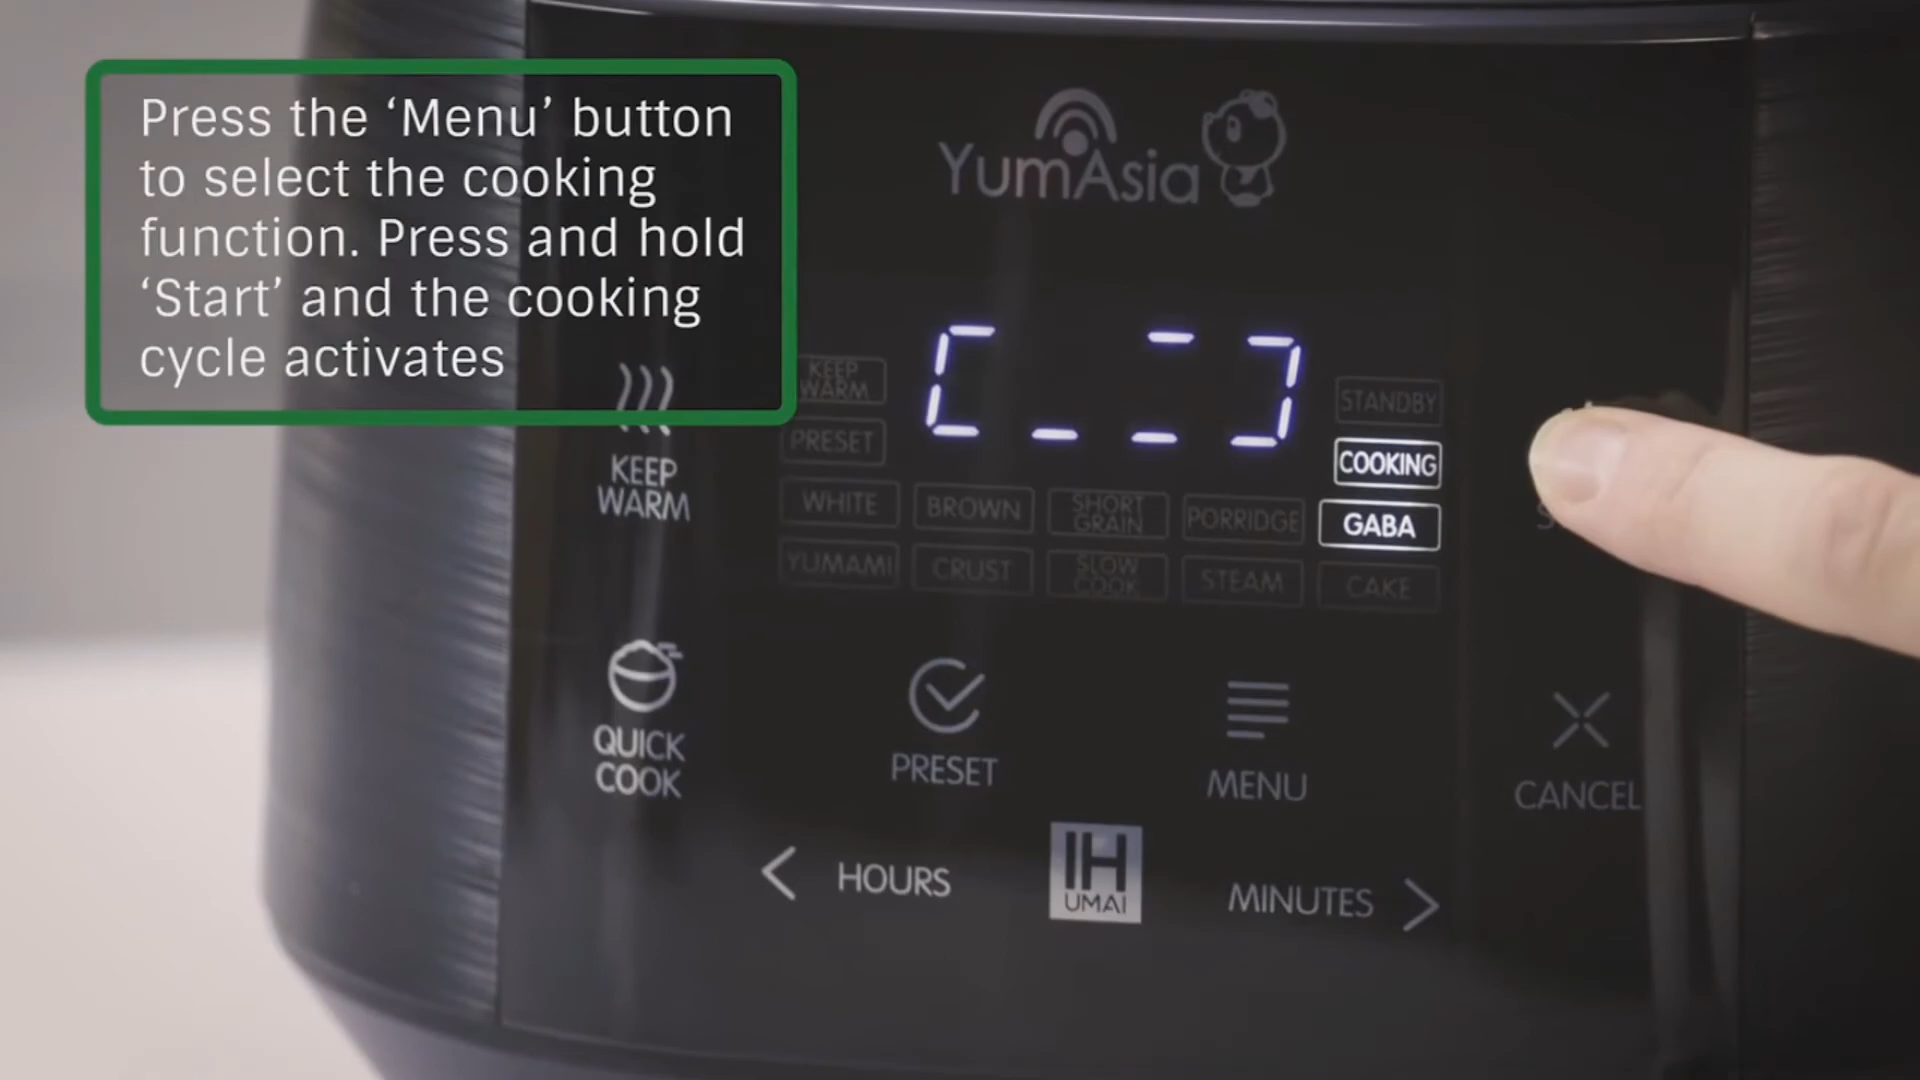 Press the ‘Menu’ button
to select the cooking
function. Press and hold
‘Start’ and the cooking
cycle activates
YumAsia
KEEP
WARM
PRESET
STANDBY
COOKING
KEEP
WARM
WHITE
BROWN
SHORT
GRAIN
PORRIDGE
GABA
YUMAMI
CRUST
SLOW
COOK
STEAM
CAKE
QUICK
COOK
PRESET
MENU
CANCEL
HOURS
IH
UMAI
MINUTES